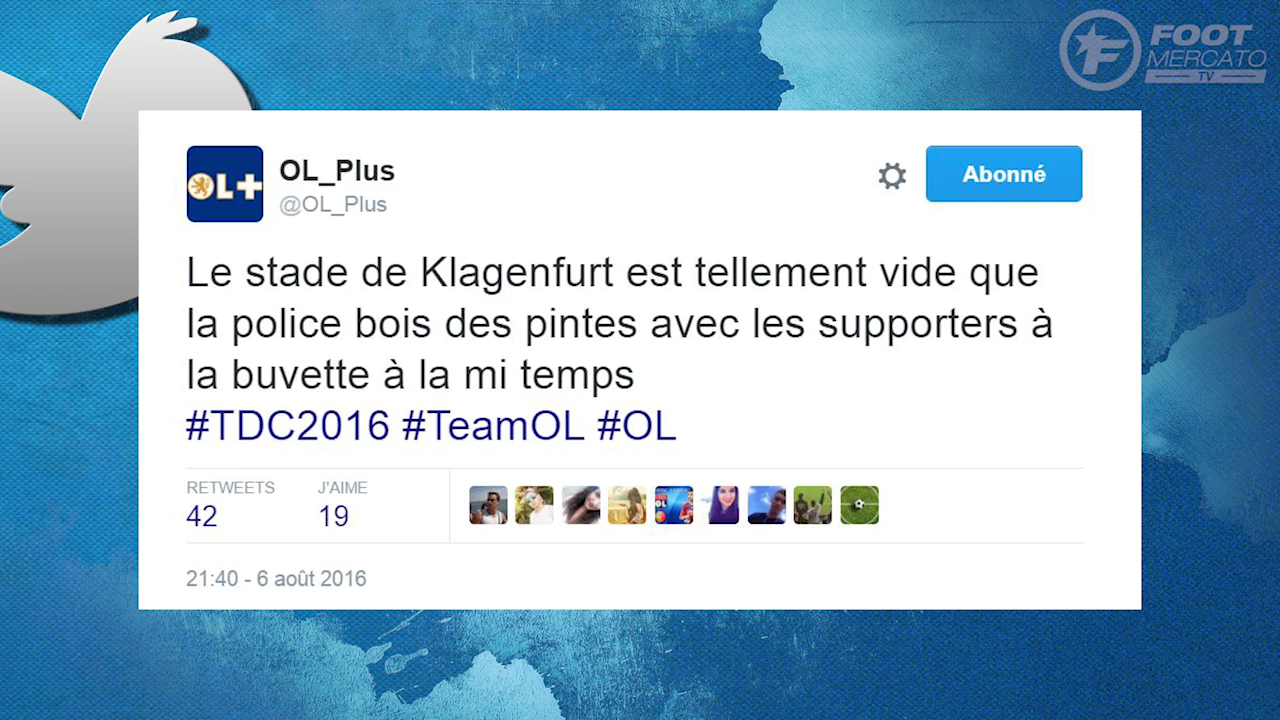 FOOT
MERCATO
TV
OL+
OL_Plus
@OL_Plus
Abonné
Le stade de Klagenfurt est tellement vide que
la police bois des pintes avec les supporters à
la buvette à la mi temps
#TDC2016 #TeamOL #OL
RETWEETS J'AIME
42 19
21:40 - 6 août 2016